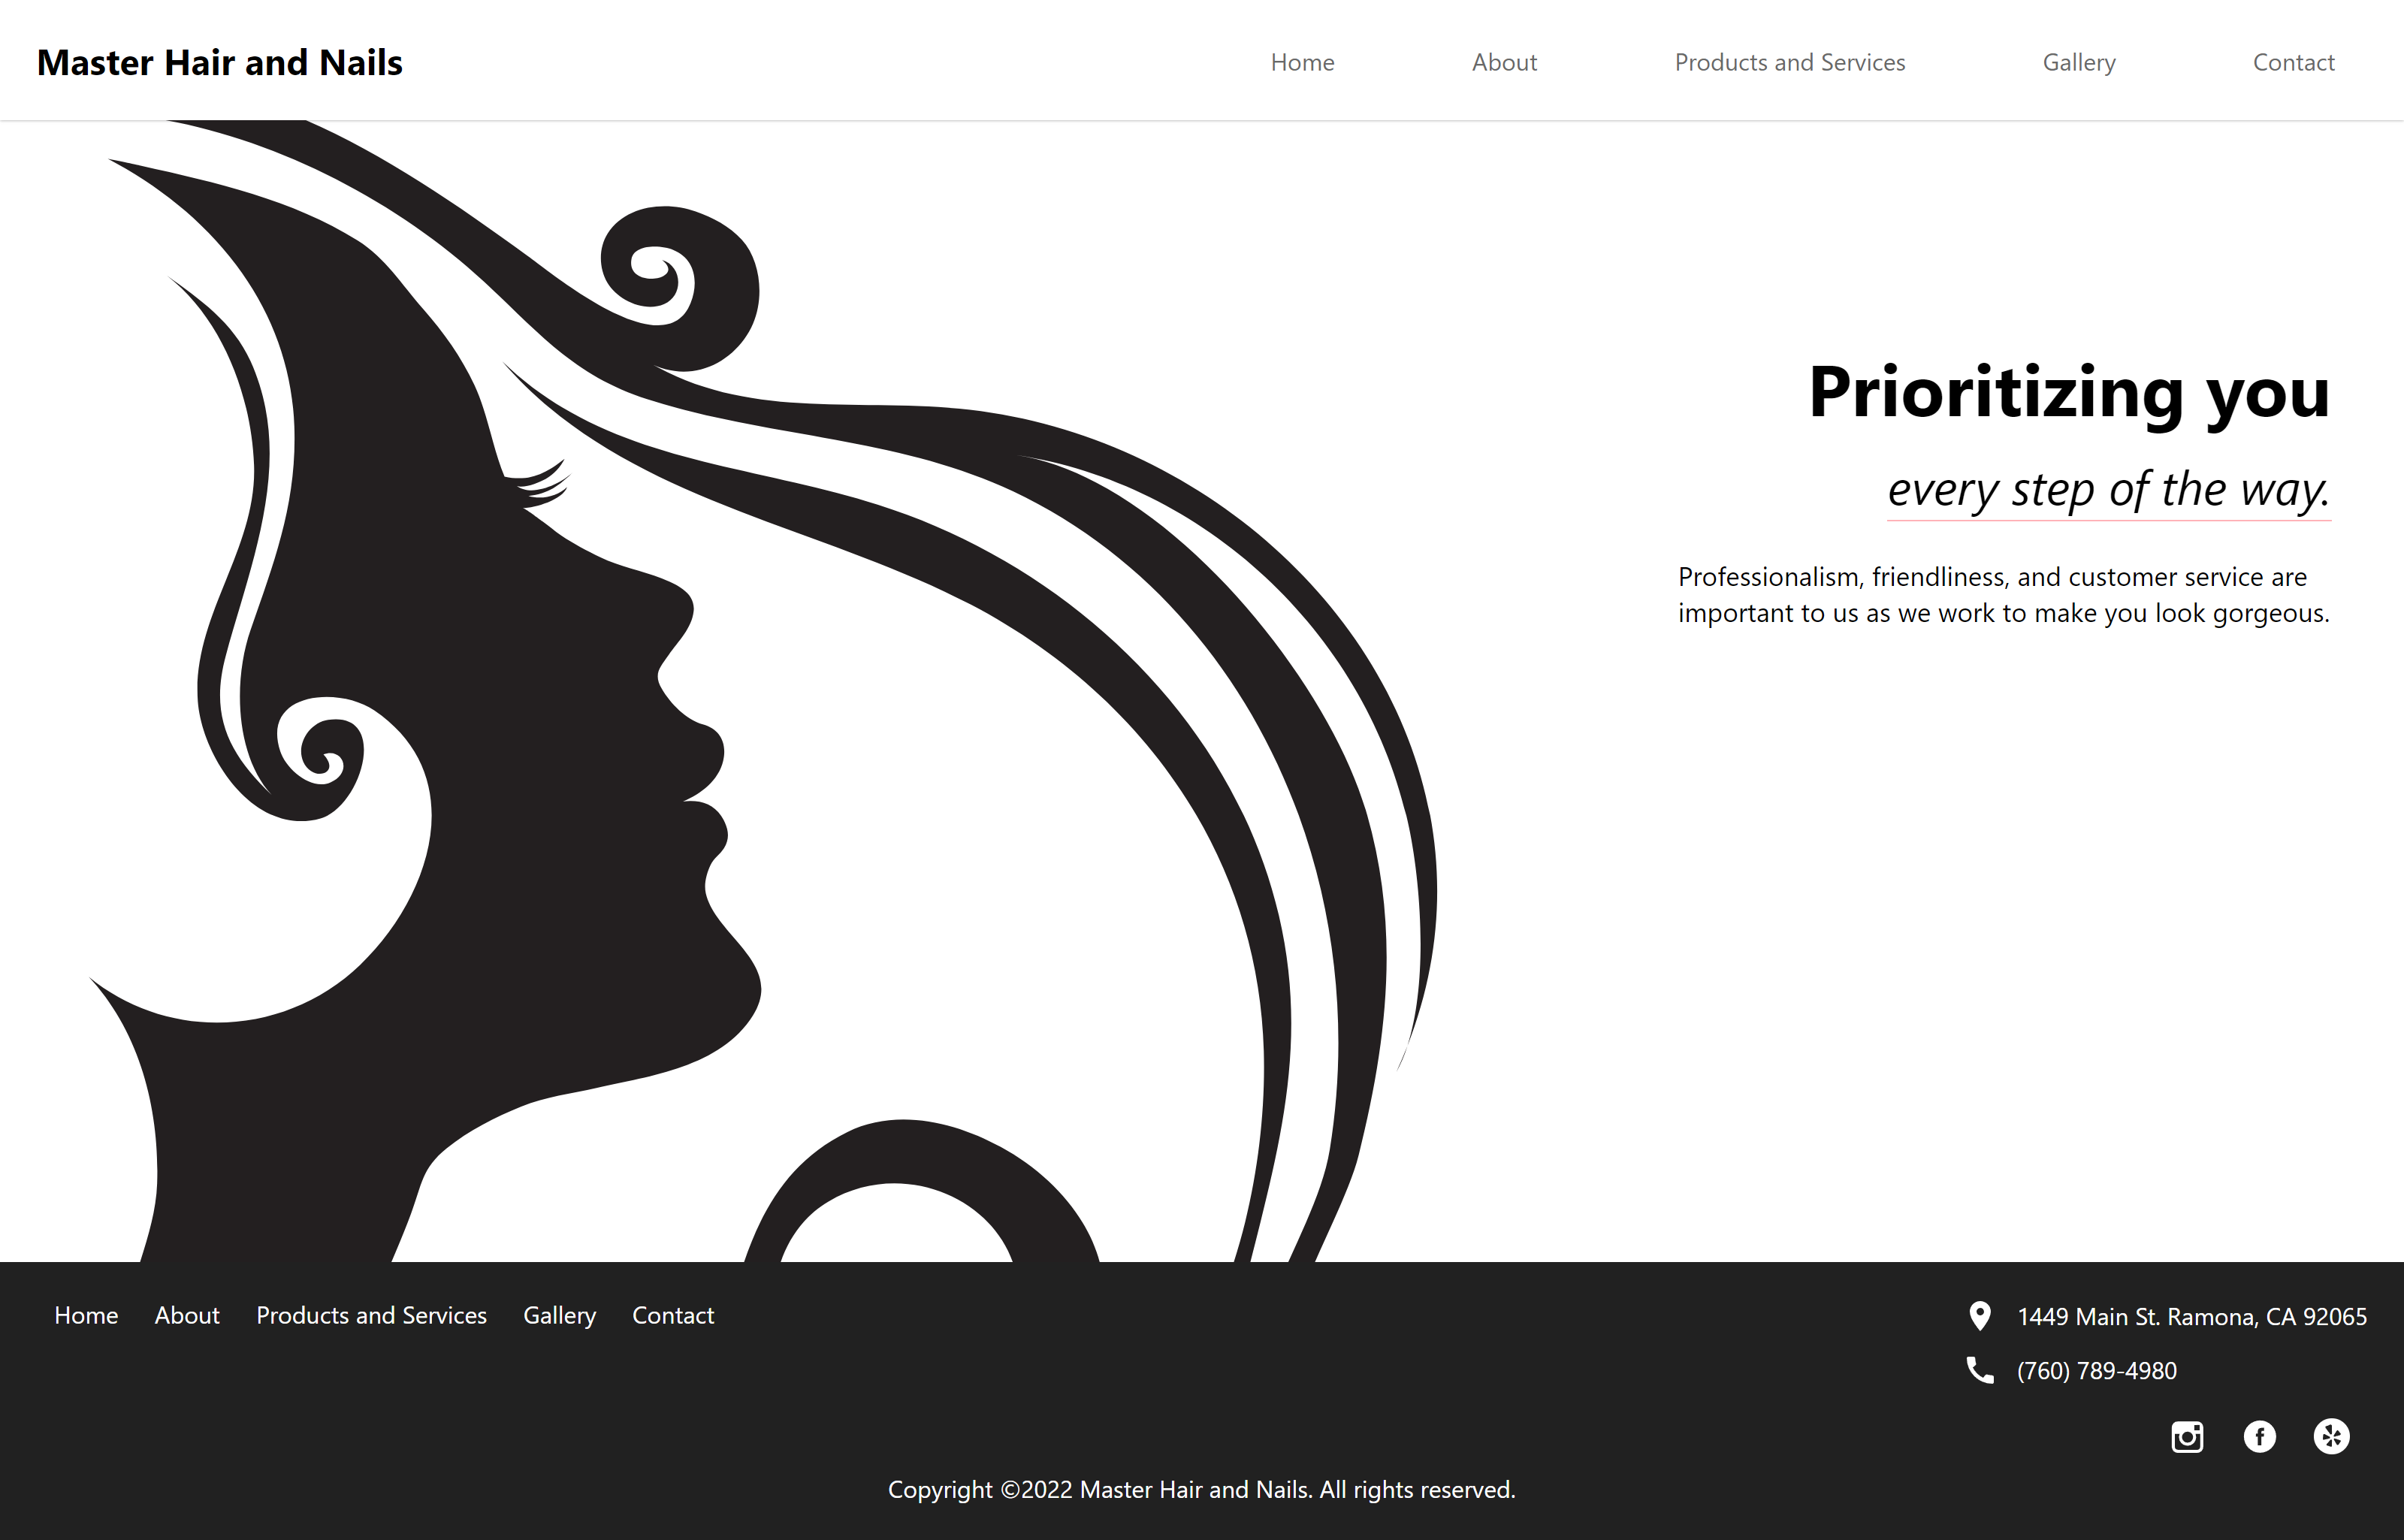 Master Hair and Nails
Home About Products and Services Gallery Contact
Prioritizing you
every step of the way.
Professionalism, friendliness, and customer service are
important to us as we work to make you look gorgeous.
Home About Products and Services Gallery Contact
1449 Main St. Ramona, CA 92065
(760) 789-4980
Copyright ©2022 Master Hair and Nails. All rights reserved.